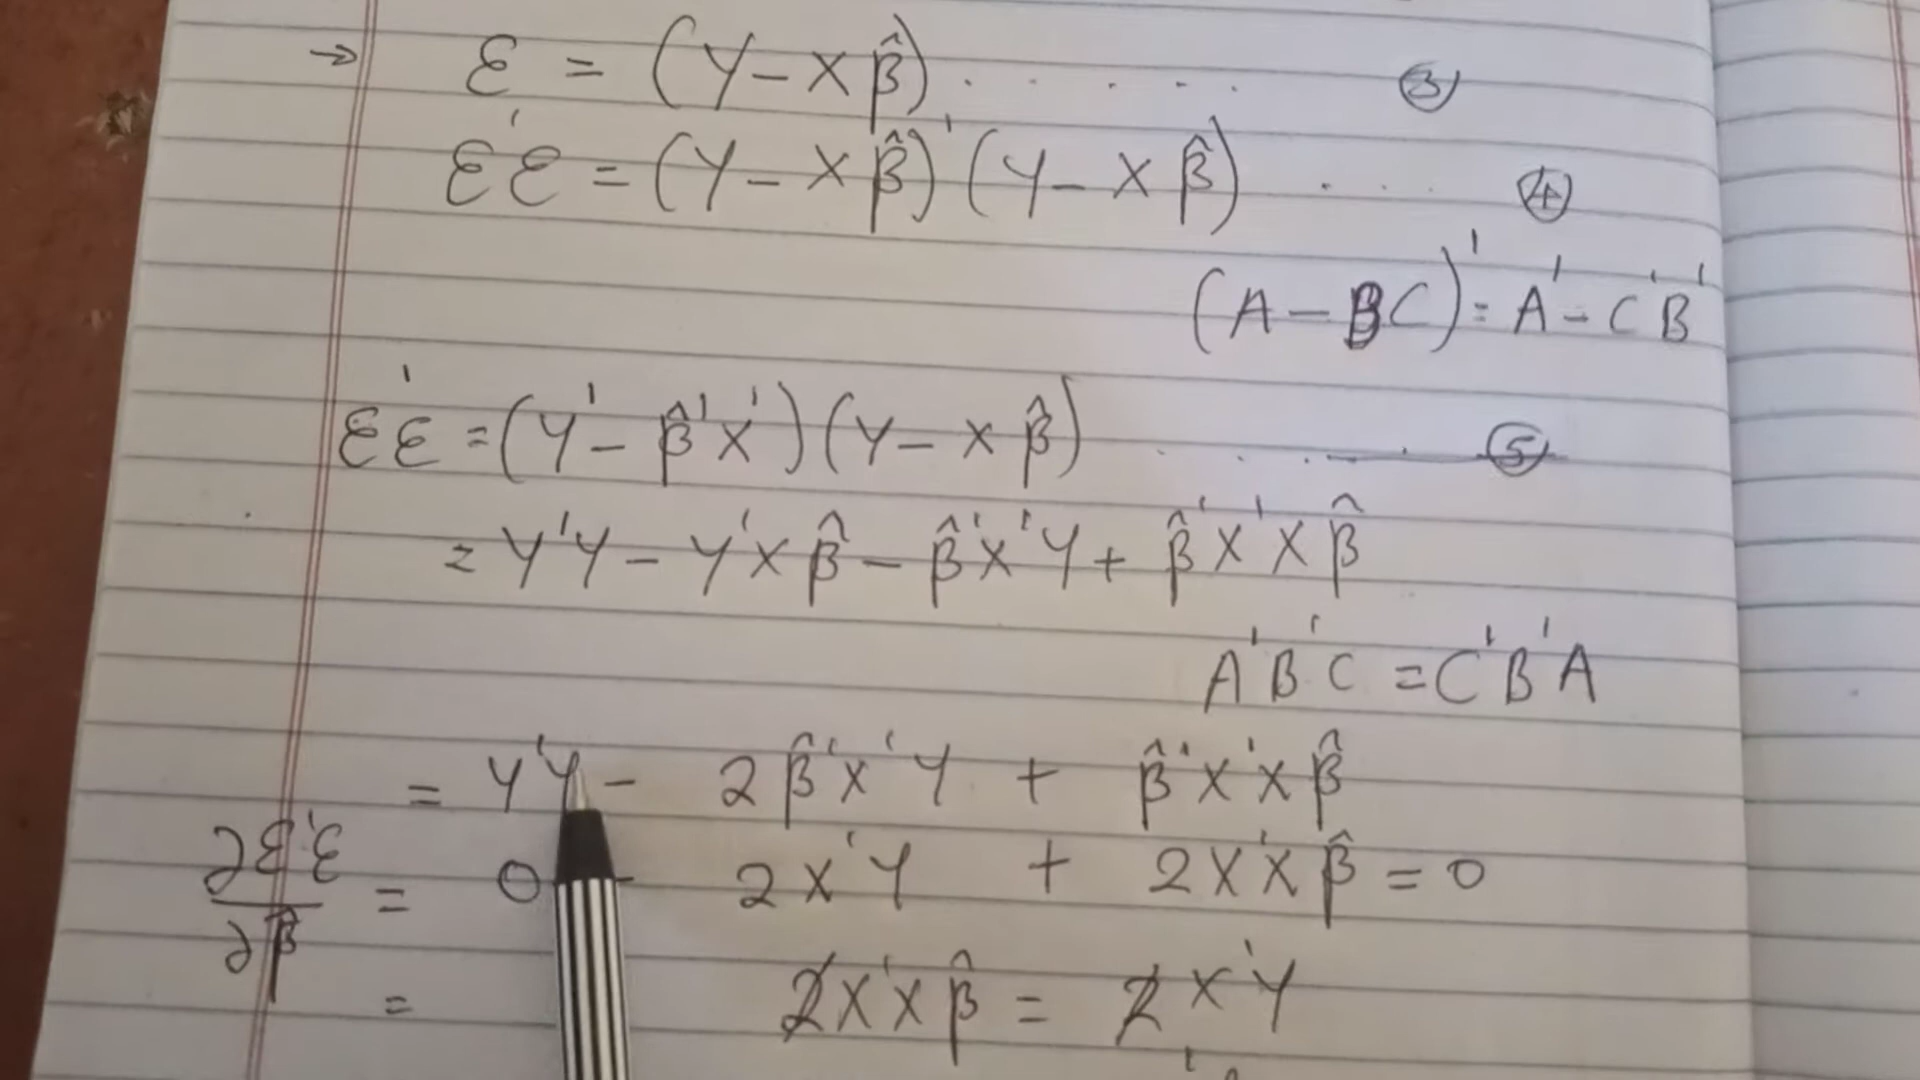 → ε = (Y - Xβ̂) . . . . . . ③
ε'ε = (Y - Xβ̂)' (Y - Xβ̂) . . . ④
(A - BC)' = A' - C'B'
ε'ε = (Y' - β̂'X')(Y - Xβ̂) . . . . . ⑤
= Y'Y - Y'Xβ̂ - β̂'X'Y + β̂'X'Xβ̂
A'B'C = C'B'A
= Y'Y - 2β̂'X'Y + β̂'X'Xβ̂
∂ε'ε/∂β̂ = 0 - 2X'Y + 2X'Xβ̂ = 0
= 2X'Xβ̂ = 2X'Y